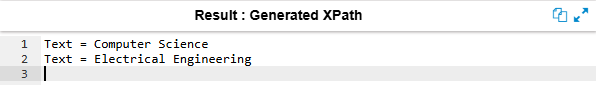 Result : Generated XPath
1 Text = Computer Science
2 Text = Electrical Engineering
3